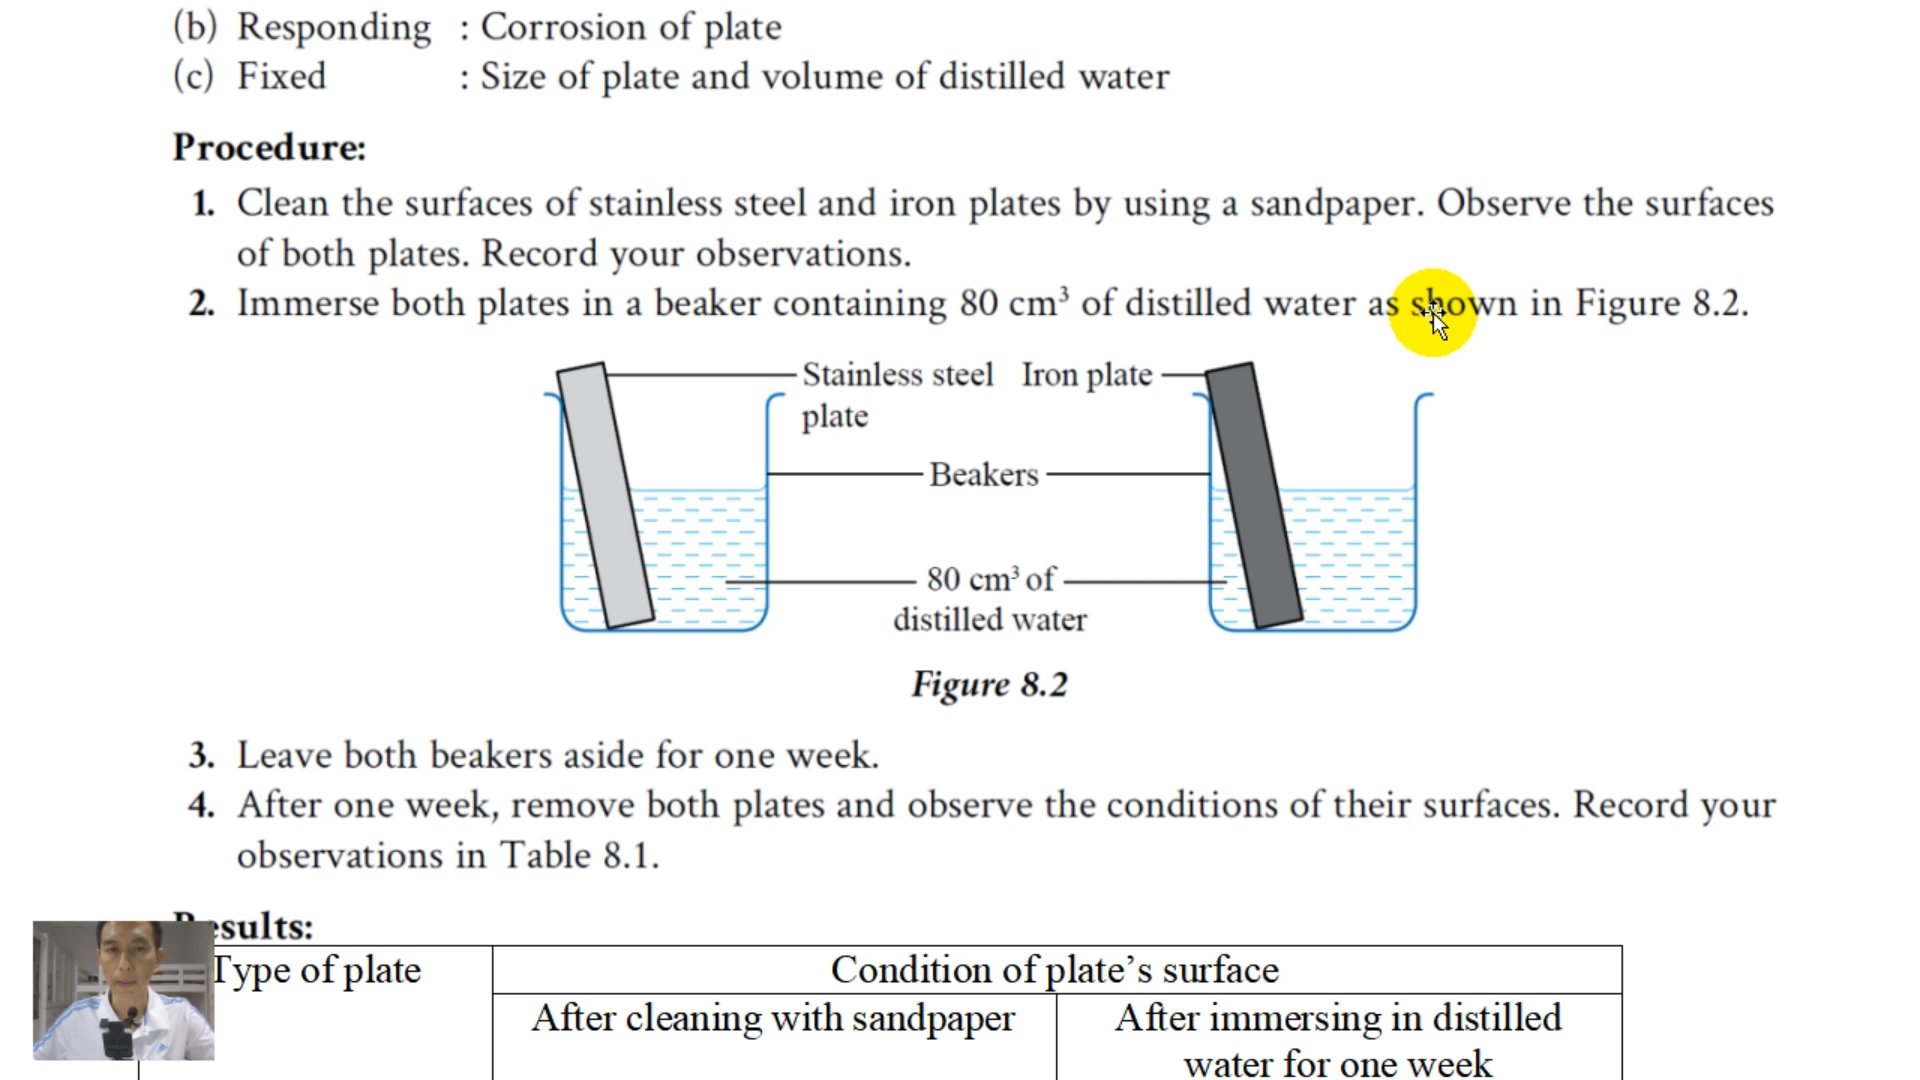 (b) Responding : Corrosion of plate
(c) Fixed : Size of plate and volume of distilled water
Procedure:
1. Clean the surfaces of stainless steel and iron plates by using a sandpaper. Observe the surfaces
of both plates. Record your observations.
2. Immerse both plates in a beaker containing 80 cm³ of distilled water as shown in Figure 8.2.
Stainless steel
plate
Iron plate
Beakers
80 cm³ of
distilled water
Figure 8.2
3. Leave both beakers aside for one week.
4. After one week, remove both plates and observe the conditions of their surfaces. Record your
observations in Table 8.1.
Results:
Type of plate
Condition of plate’s surface
After cleaning with sandpaper
After immersing in distilled
water for one week